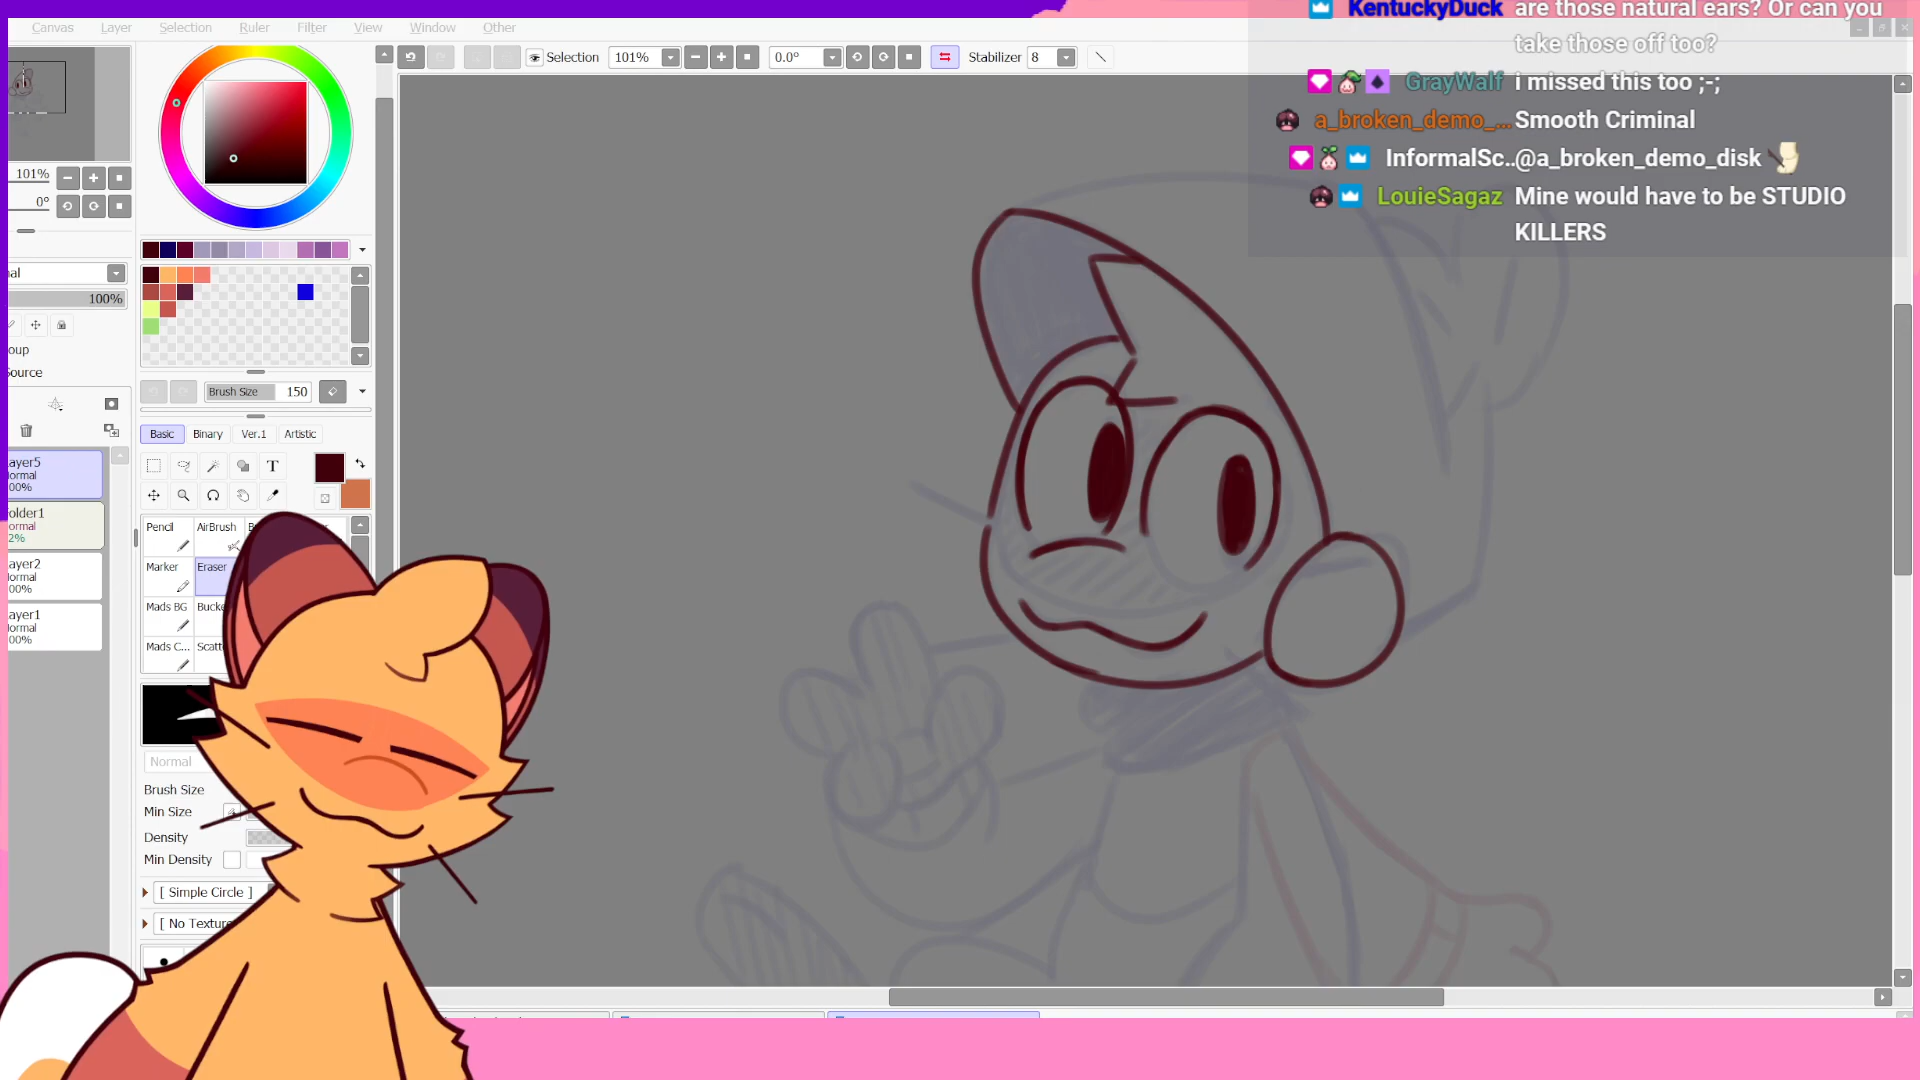 KentuckyDuck are those natural ears? Or can you
take those off too?
GrayWalf i missed this too ;-;
a_broken_demo_... Smooth Criminal
InformalSc.. @a_broken_demo_disk
LouieSagaz Mine would have to be STUDIO
KILLERS
Canvas Layer Selection Ruler Filter View Window Other
Selection 101% 0.0° Stabilizer 8
101%
0°
100%
Brush Size 150
Basic Binary Ver.1 Artistic
T
Pencil AirBrush
Marker Eraser
Mads BG
Mads C...
Normal
Brush Size
Min Size
Density
Min Density
[ Simple Circle ]